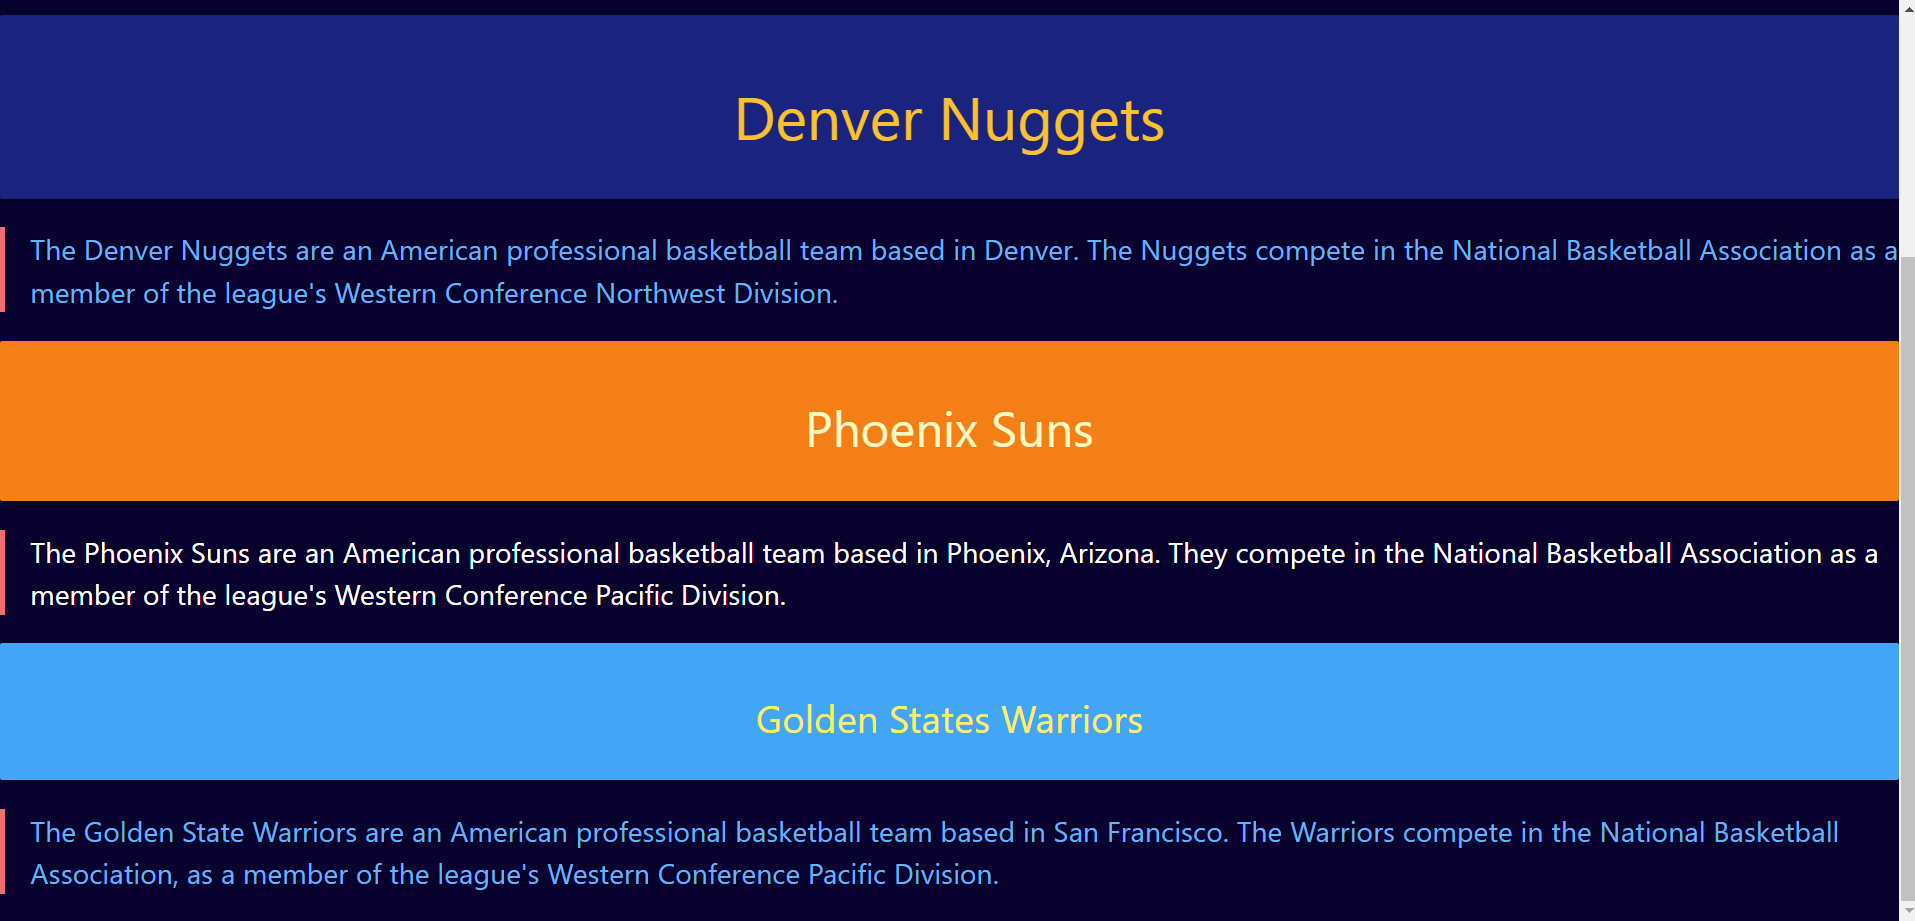 Denver Nuggets
The Denver Nuggets are an American professional basketball team based in Denver. The Nuggets compete in the National Basketball Association as a
member of the league's Western Conference Northwest Division.
Phoenix Suns
The Phoenix Suns are an American professional basketball team based in Phoenix, Arizona. They compete in the National Basketball Association as a
member of the league's Western Conference Pacific Division.
Golden States Warriors
The Golden State Warriors are an American professional basketball team based in San Francisco. The Warriors compete in the National Basketball
Association, as a member of the league's Western Conference Pacific Division.